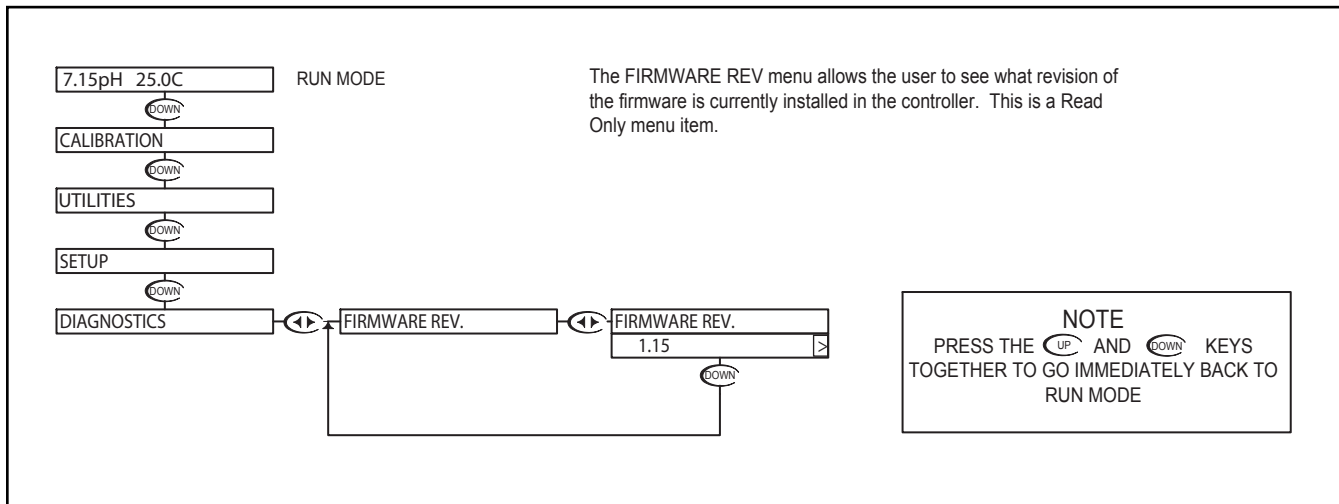 7.15pH 25.0C
RUN MODE
DOWN
CALIBRATION
DOWN
UTILITIES
DOWN
SETUP
DOWN
DIAGNOSTICS
FIRMWARE REV.
FIRMWARE REV.
1.15 >
DOWN
The FIRMWARE REV menu allows the user to see what revision of
the firmware is currently installed in the controller. This is a Read
Only menu item.
NOTE
PRESS THE UP AND DOWN KEYS
TOGETHER TO GO IMMEDIATELY BACK TO
RUN MODE